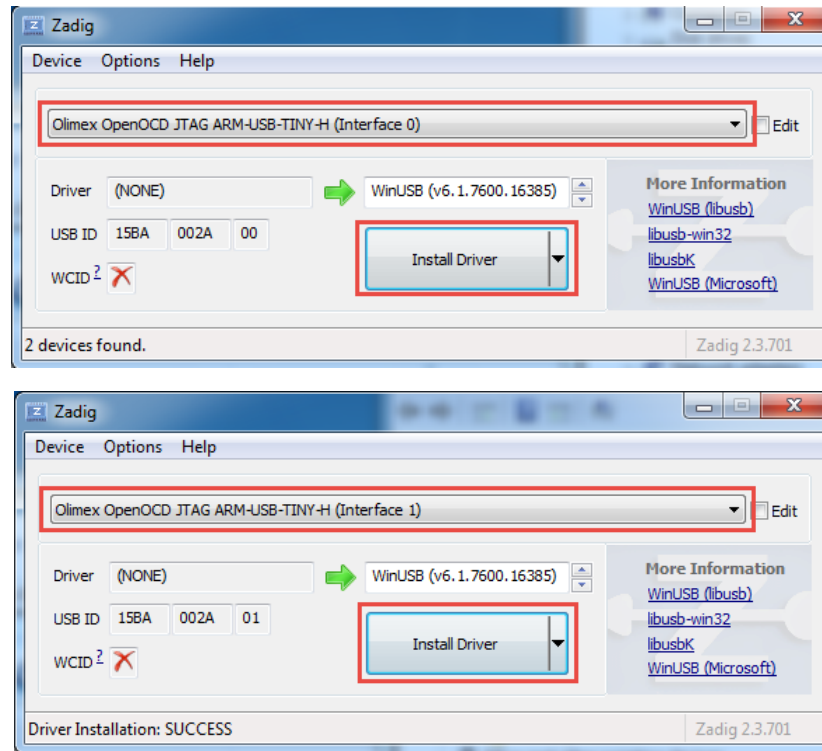 Zadig
Device Options Help
Olimex OpenOCD JTAG ARM-USB-TINY-H (Interface 0)
Edit
Driver (NONE) WinUSB (v6.1.7600.16385)
USB ID 15BA 002A 00
WCID ?
Install Driver
More Information
WinUSB (libusb)
libusb-win32
libusbK
WinUSB (Microsoft)
2 devices found.
Zadig 2.3.701
Zadig
Device Options Help
Olimex OpenOCD JTAG ARM-USB-TINY-H (Interface 1)
Edit
Driver (NONE) WinUSB (v6.1.7600.16385)
USB ID 15BA 002A 01
WCID ?
Install Driver
More Information
WinUSB (libusb)
libusb-win32
libusbK
WinUSB (Microsoft)
Driver Installation: SUCCESS
Zadig 2.3.701